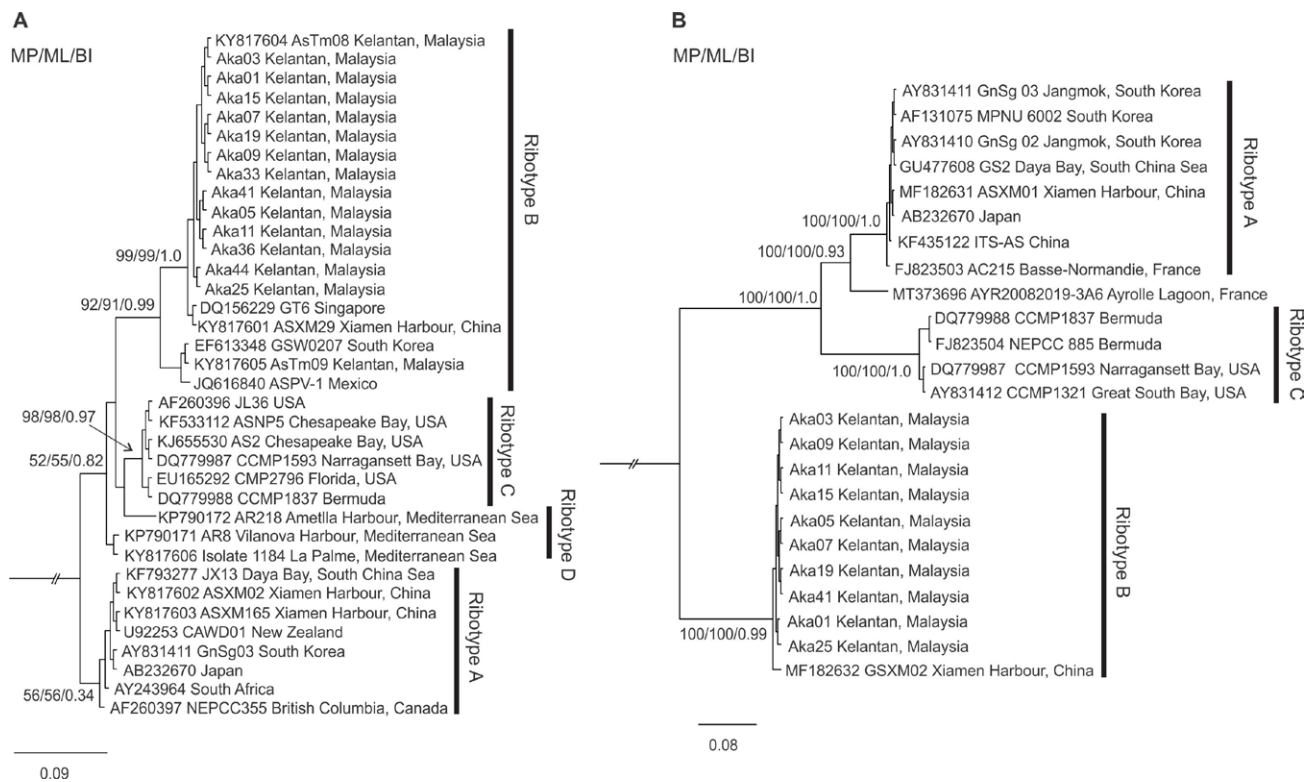 A
MP/ML/BI
KY817604 AsTm08 Kelantan, Malaysia
Aka03 Kelantan, Malaysia
Aka01 Kelantan, Malaysia
Aka15 Kelantan, Malaysia
Aka07 Kelantan, Malaysia
Aka19 Kelantan, Malaysia
Aka09 Kelantan, Malaysia
Aka33 Kelantan, Malaysia
Aka41 Kelantan, Malaysia
Aka05 Kelantan, Malaysia
Aka11 Kelantan, Malaysia
Aka36 Kelantan, Malaysia
Aka44 Kelantan, Malaysia
Aka25 Kelantan, Malaysia
DQ156229 GT6 Singapore
KY817601 ASXM29 Xiamen Harbour, China
EF613348 GSW0207 South Korea
KY817605 AsTm09 Kelantan, Malaysia
JQ616840 ASPV-1 Mexico
Ribotype B
99/99/1.0
92/91/0.99
AF260396 JL36 USA
KF533112 ASNP5 Chesapeake Bay, USA
KJ655530 AS2 Chesapeake Bay, USA
DQ779987 CCMP1593 Narragansett Bay, USA
EU165292 CMP2796 Florida, USA
DQ779988 CCMP1837 Bermuda
Ribotype C
98/98/0.97
52/55/0.82
KP790172 AR218 Ametlla Harbour, Mediterranean Sea
KP790171 AR8 Vilanova Harbour, Mediterranean Sea
KY817606 Isolate 1184 La Palme, Mediterranean Sea
Ribotype D
KF793277 JX13 Daya Bay, South China Sea
KY817602 ASXM02 Xiamen Harbour, China
KY817603 ASXM165 Xiamen Harbour, China
U92253 CAWD01 New Zealand
AY831411 GnSg03 South Korea
AB232670 Japan
AY243964 South Africa
AF260397 NEPCC355 British Columbia, Canada
Ribotype A
56/56/0.34
0.09
B
MP/ML/BI
AY831411 GnSg 03 Jangmok, South Korea
AF131075 MPNU 6002 South Korea
AY831410 GnSg 02 Jangmok, South Korea
GU477608 GS2 Daya Bay, South China Sea
MF182631 ASXM01 Xiamen Harbour, China
AB232670 Japan
KF435122 ITS-AS China
FJ823503 AC215 Basse-Normandie, France
Ribotype A
100/100/1.0
100/100/0.93
MT373696 AYR20082019-3A6 Ayrolle Lagoon, France
100/100/1.0
DQ779988 CCMP1837 Bermuda
FJ823504 NEPCC 885 Bermuda
DQ779987 CCMP1593 Narragansett Bay, USA
AY831412 CCMP1321 Great South Bay, USA
Ribotype C
100/100/1.0
Aka03 Kelantan, Malaysia
Aka09 Kelantan, Malaysia
Aka11 Kelantan, Malaysia
Aka15 Kelantan, Malaysia
Aka05 Kelantan, Malaysia
Aka07 Kelantan, Malaysia
Aka19 Kelantan, Malaysia
Aka41 Kelantan, Malaysia
Aka01 Kelantan, Malaysia
Aka25 Kelantan, Malaysia
MF182632 GSXM02 Xiamen Harbour, China
Ribotype B
100/100/0.99
0.08